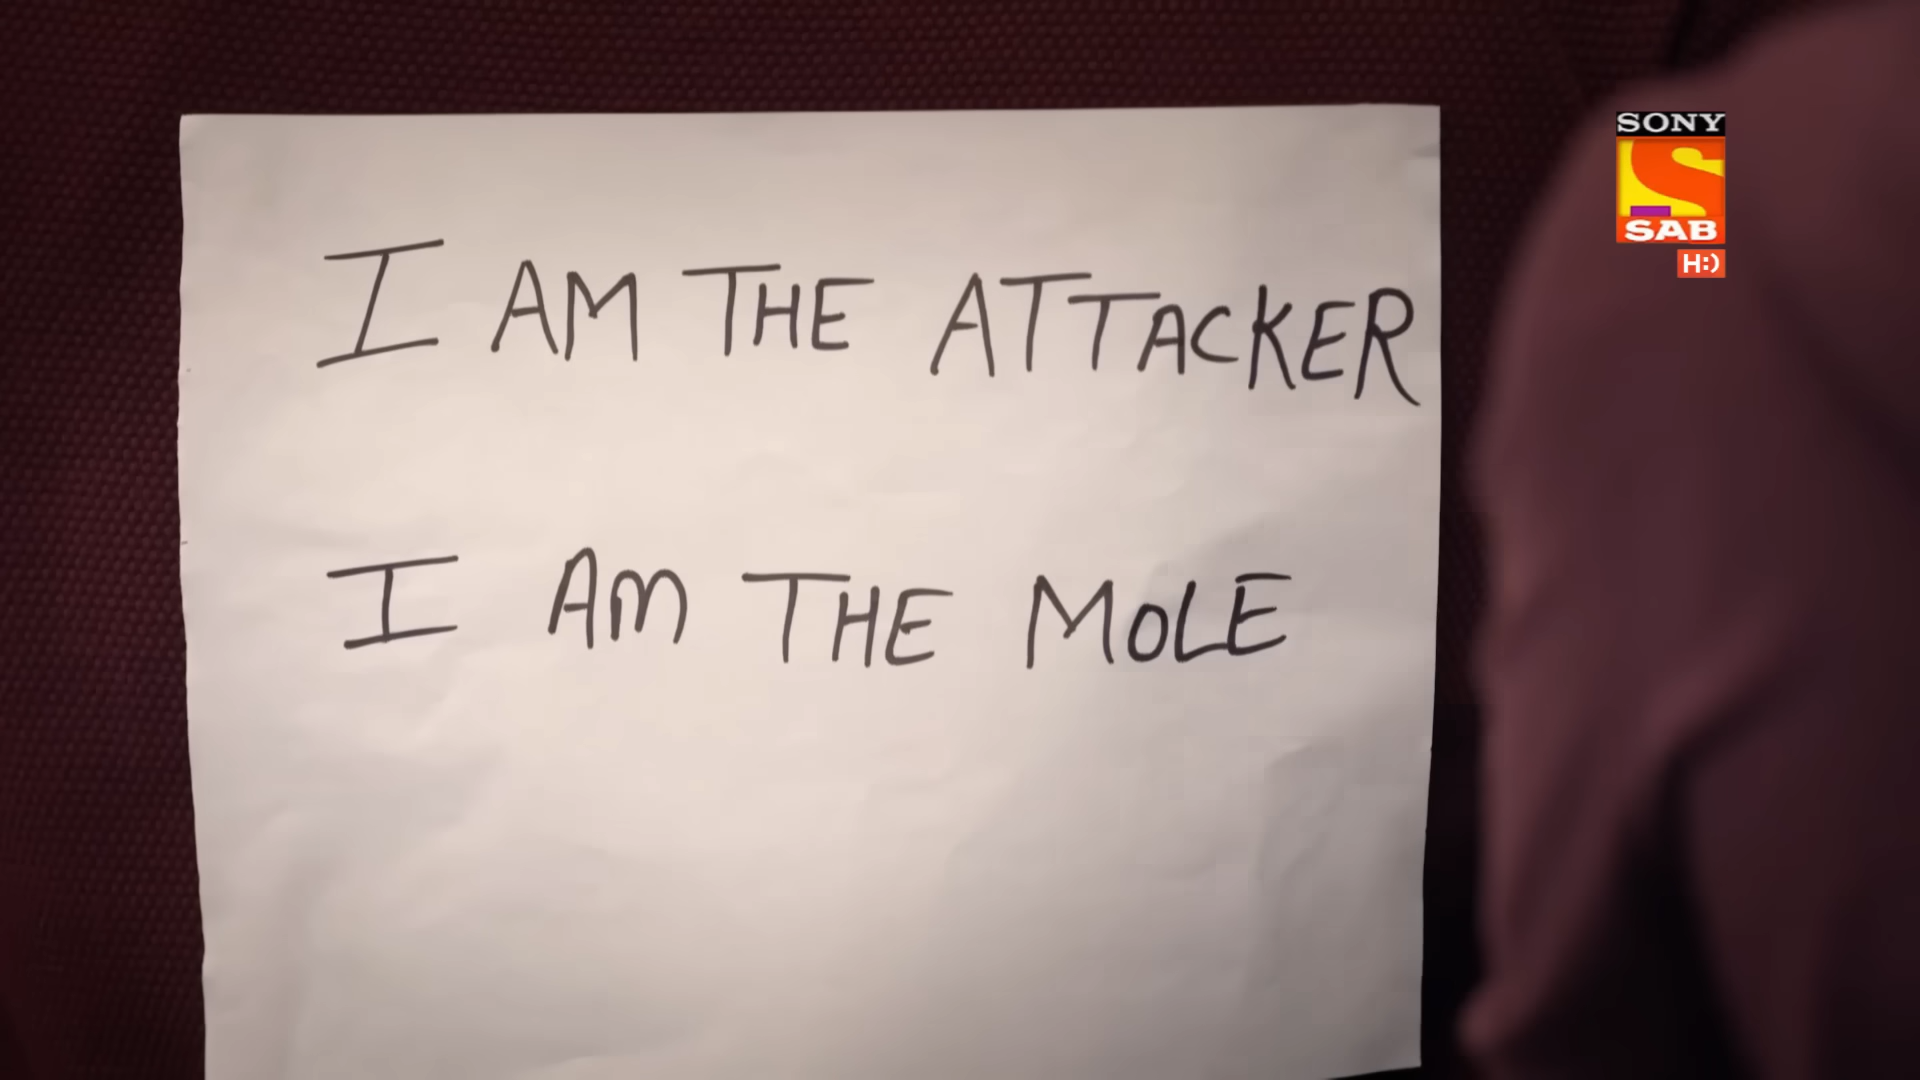 I AM THE ATTACKER
I AM THE MOLE
SONY
SAB
H:)